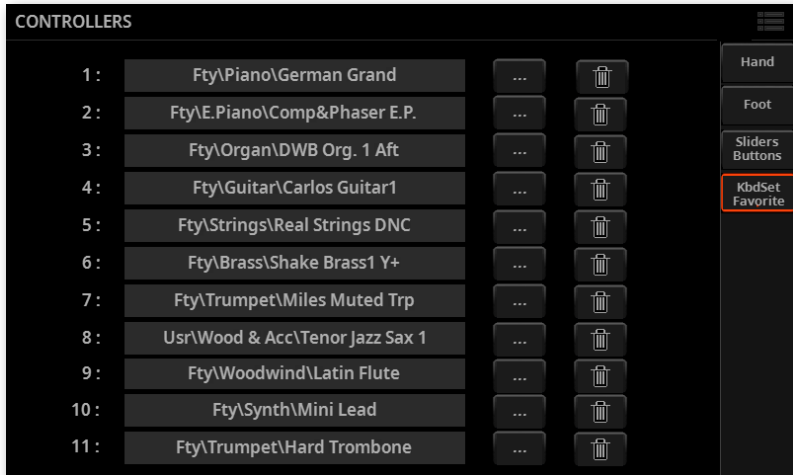 CONTROLLERS
1 : Fty\Piano\German Grand ...
2 : Fty\E.Piano\Comp&Phaser E.P. ...
3 : Fty\Organ\DWB Org. 1 Aft ...
4 : Fty\Guitar\Carlos Guitar1 ...
5 : Fty\Strings\Real Strings DNC ...
6 : Fty\Brass\Shake Brass1 Y+ ...
7 : Fty\Trumpet\Miles Muted Trp ...
8 : Usr\Wood & Acc\Tenor Jazz Sax 1 ...
9 : Fty\Woodwind\Latin Flute ...
10 : Fty\Synth\Mini Lead ...
11 : Fty\Trumpet\Hard Trombone ...
Hand
Foot
Sliders
Buttons
KbdSet
Favorite